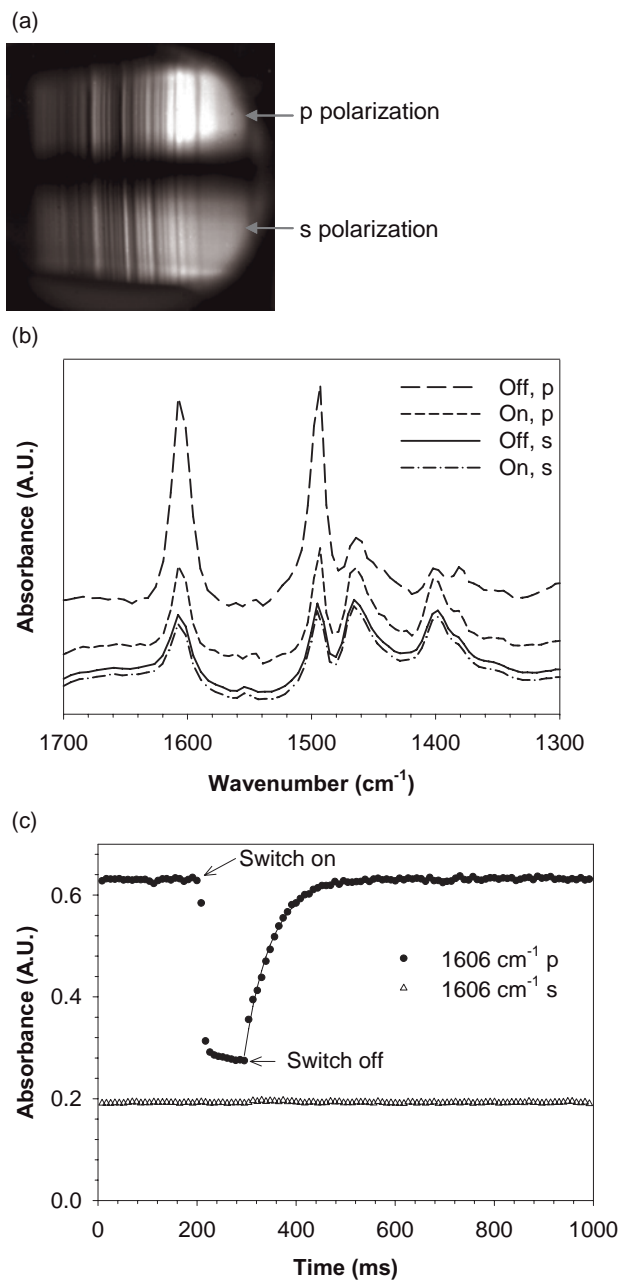 (a)
p polarization
s polarization
(b)
Off, p
On, p
Off, s
On, s
Absorbance (A.U.)
1700 1600 1500 1400 1300
Wavenumber (cm⁻¹)
(c)
Switch on
1606 cm⁻¹ p
1606 cm⁻¹ s
Switch off
Absorbance (A.U.)
0.6
0.4
0.2
0.0
0 200 400 600 800 1000
Time (ms)